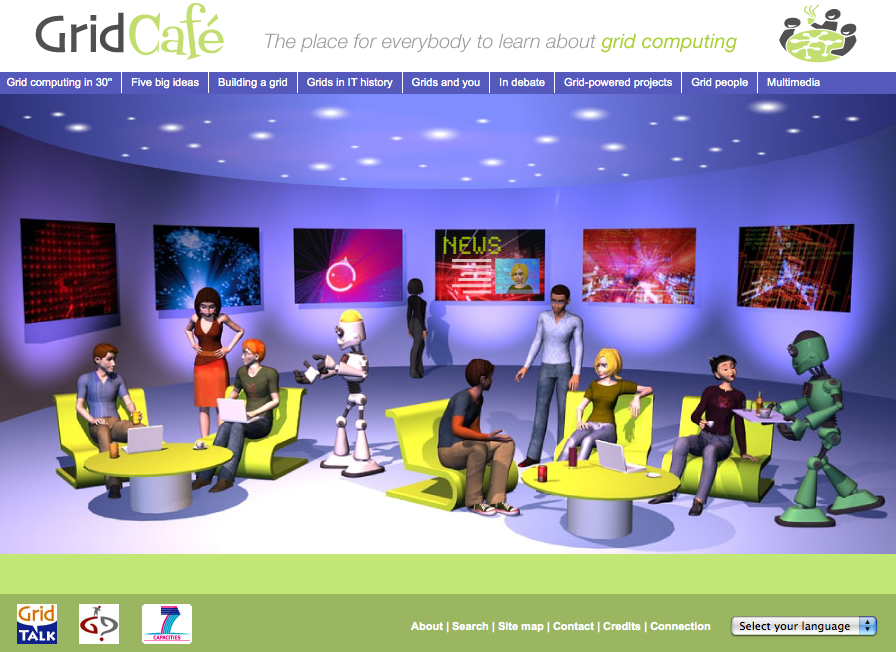 GridCafé
The place for everybody to learn about grid computing
Grid computing in 30"
Five big ideas
Building a grid
Grids in IT history
Grids and you
In debate
Grid-powered projects
Grid people
Multimedia
NEWS
Grid
TALK
G?
7
CAPACITIES
About | Search | Site map | Contact | Credits | Connection
Select your language